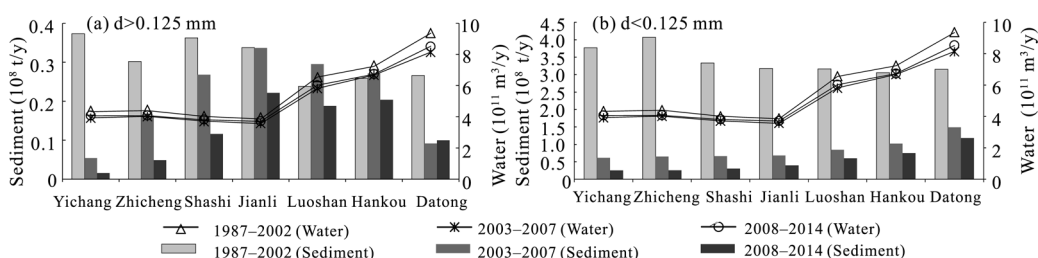 (a) d>0.125 mm
(b) d<0.125 mm
Sediment (10⁸ t/y)
0.4
0.3
0.2
0.1
0
10
8
6
4
2
0
Water (10¹¹ m³/y)
Sediment (10⁸ t/y)
4.5
4.0
3.5
3.0
2.5
2.0
1.5
1.0
0.5
0
10
8
6
4
2
0
Water (10¹¹ m³/y)
Yichang Zhicheng Shashi Jianli Luoshan Hankou Datong
Yichang Zhicheng Shashi Jianli Luoshan Hankou Datong
1987–2002 (Water) 2003–2007 (Water) 2008–2014 (Water)
1987–2002 (Sediment) 2003–2007 (Sediment) 2008–2014 (Sediment)